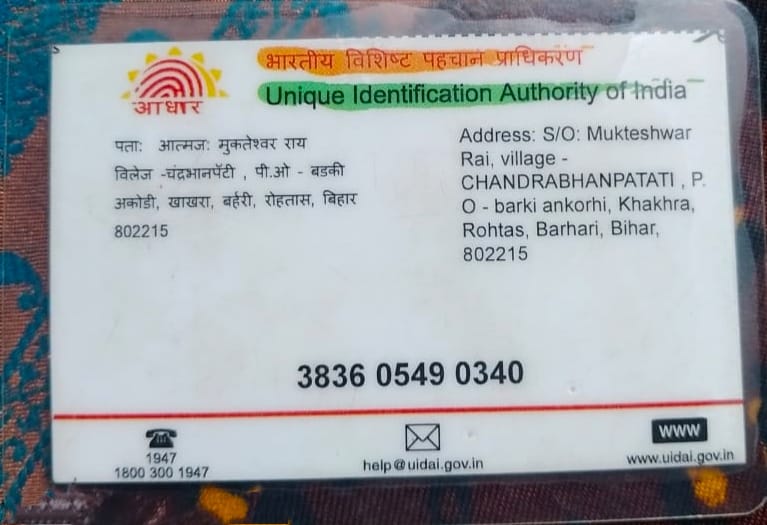 भारतीय विशिष्ट पहचान प्राधिकरण
Unique Identification Authority of India
आधार
पताः आत्मजः मुकतेश्वर राय
विलेज -चंद्रभानपॅटी , पी.ओ - बडकी
अकोडी, खाखरा, बर्हरी, रोहतास, बिहार
802215
Address: S/O: Mukteshwar
Rai, village -
CHANDRABHANPATATI , P.
O - barki ankorhi, Khakhra,
Rohtas, Barhari, Bihar,
802215
3836 0549 0340
1947
1800 300 1947
help@uidai.gov.in
WWW
www.uidai.gov.in